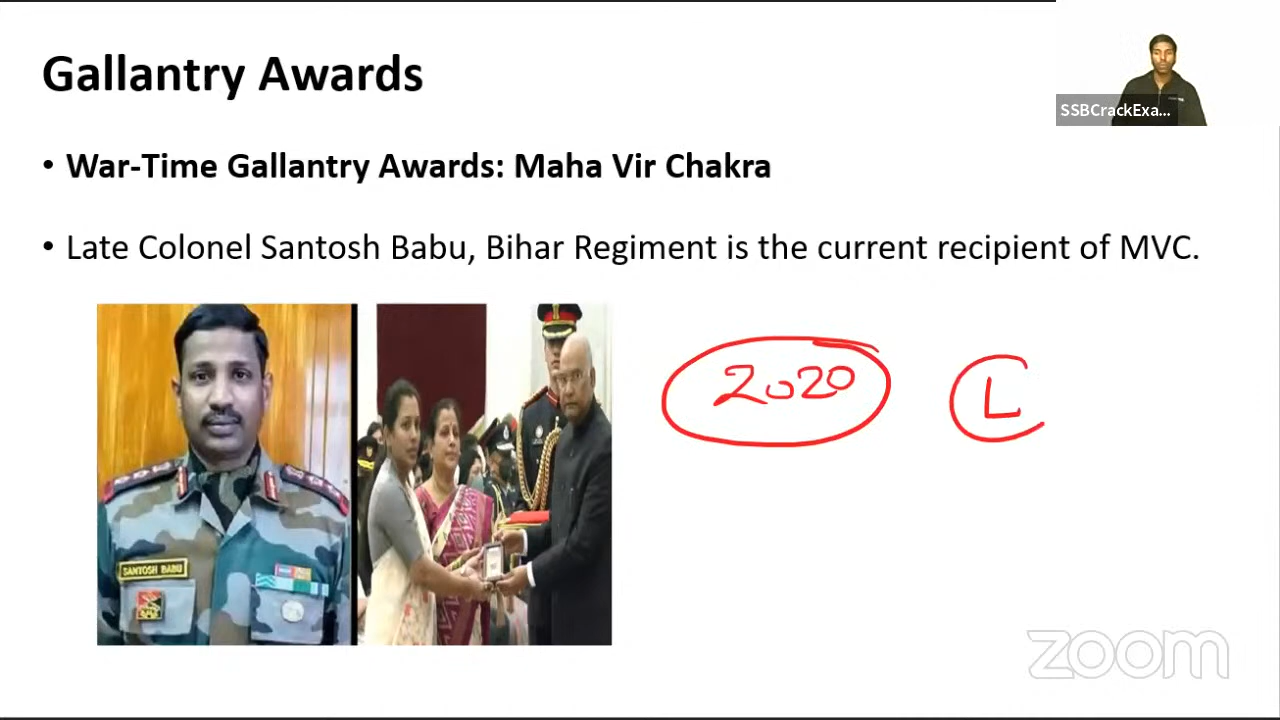 Gallantry Awards
SSBCrackExa...
• War-Time Gallantry Awards: Maha Vir Chakra
• Late Colonel Santosh Babu, Bihar Regiment is the current recipient of MVC.
2020
L
SANTOSH BABU
zoom